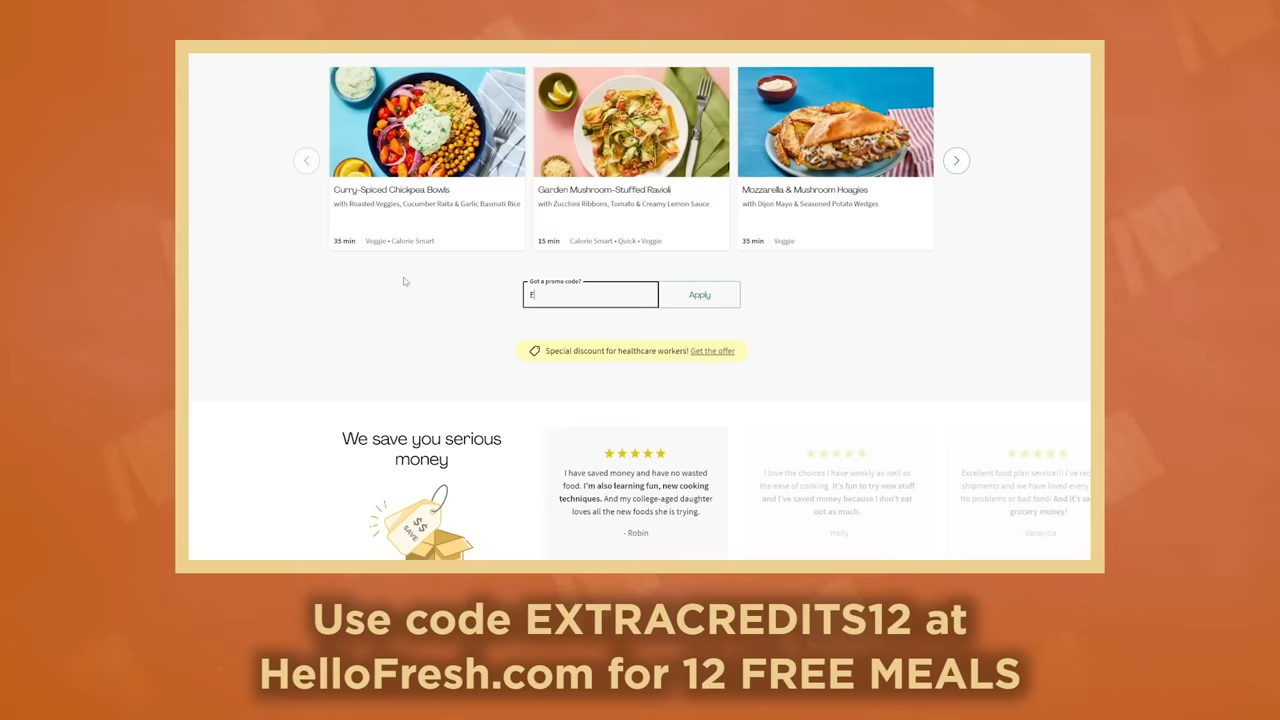 Curry-Spiced Chickpea Bowls
with Roasted Veggies, Cucumber Raita & Garlic Basmati Rice
35 min Veggie • Calorie Smart
Garden Mushroom-Stuffed Ravioli
with Zucchini Ribbons, Tomato & Creamy Lemon Sauce
15 min Calorie Smart • Quick • Veggie
Mozzarella & Mushroom Hoagies
with Dijon Mayo & Seasoned Potato Wedges
35 min Veggie
Got a promo code?
E
Apply
Special discount for healthcare workers! Get the offer
We save you serious
money
$$
SAVE
I have saved money and have no wasted
food. I'm also learning fun, new cooking
techniques. And my college-aged daughter
loves all the new foods she is trying.
- Robin
I love the choices I have weekly as well as
the ease of cooking. It's fun to try new stuff
and I've saved money because I don't eat
out as much.
- Holly
Excellent food plan service!!! I've rec
shipments and we have loved every
No problems or bad food! And it's sa
grocery money!
- Veronica
Use code EXTRACREDITS12 at
HelloFresh.com for 12 FREE MEALS